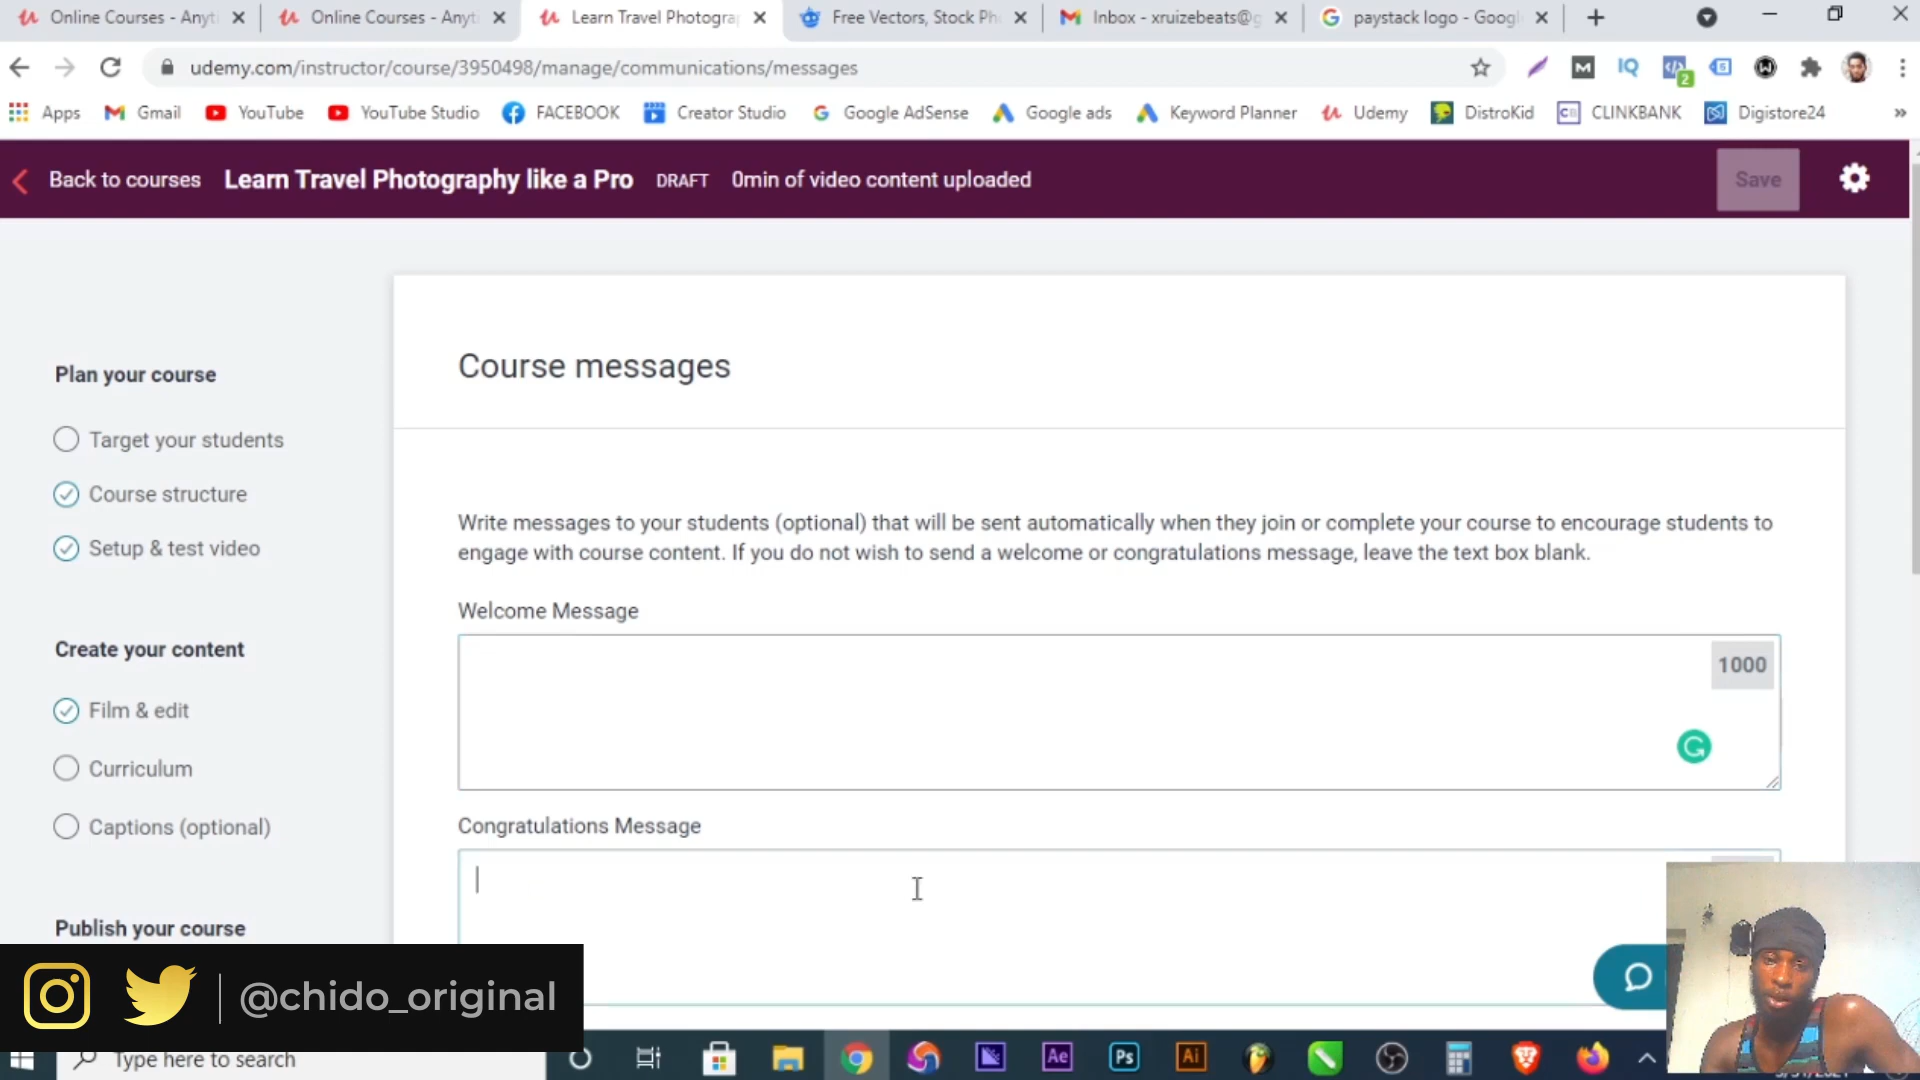 Online Courses - Anyt
Online Courses - Anyt
Learn Travel Photogra
Free Vectors, Stock Ph
Inbox - xruizebeats@g
paystack logo - Googl
udemy.com/instructor/course/3950498/manage/communications/messages
Apps
Gmail
YouTube
YouTube Studio
FACEBOOK
Creator Studio
Google AdSense
Google ads
Keyword Planner
Udemy
DistroKid
CLINKBANK
Digistore24
Back to courses
Learn Travel Photography like a Pro
DRAFT
0min of video content uploaded
Save
Plan your course
Target your students
Course structure
Setup & test video
Create your content
Film & edit
Curriculum
Captions (optional)
Publish your course
Course messages
Write messages to your students (optional) that will be sent automatically when they join or complete your course to encourage students to
engage with course content. If you do not wish to send a welcome or congratulations message, leave the text box blank.
Welcome Message
1000
Congratulations Message
@chido_original
Type here to search
Ae
Ps
Ai